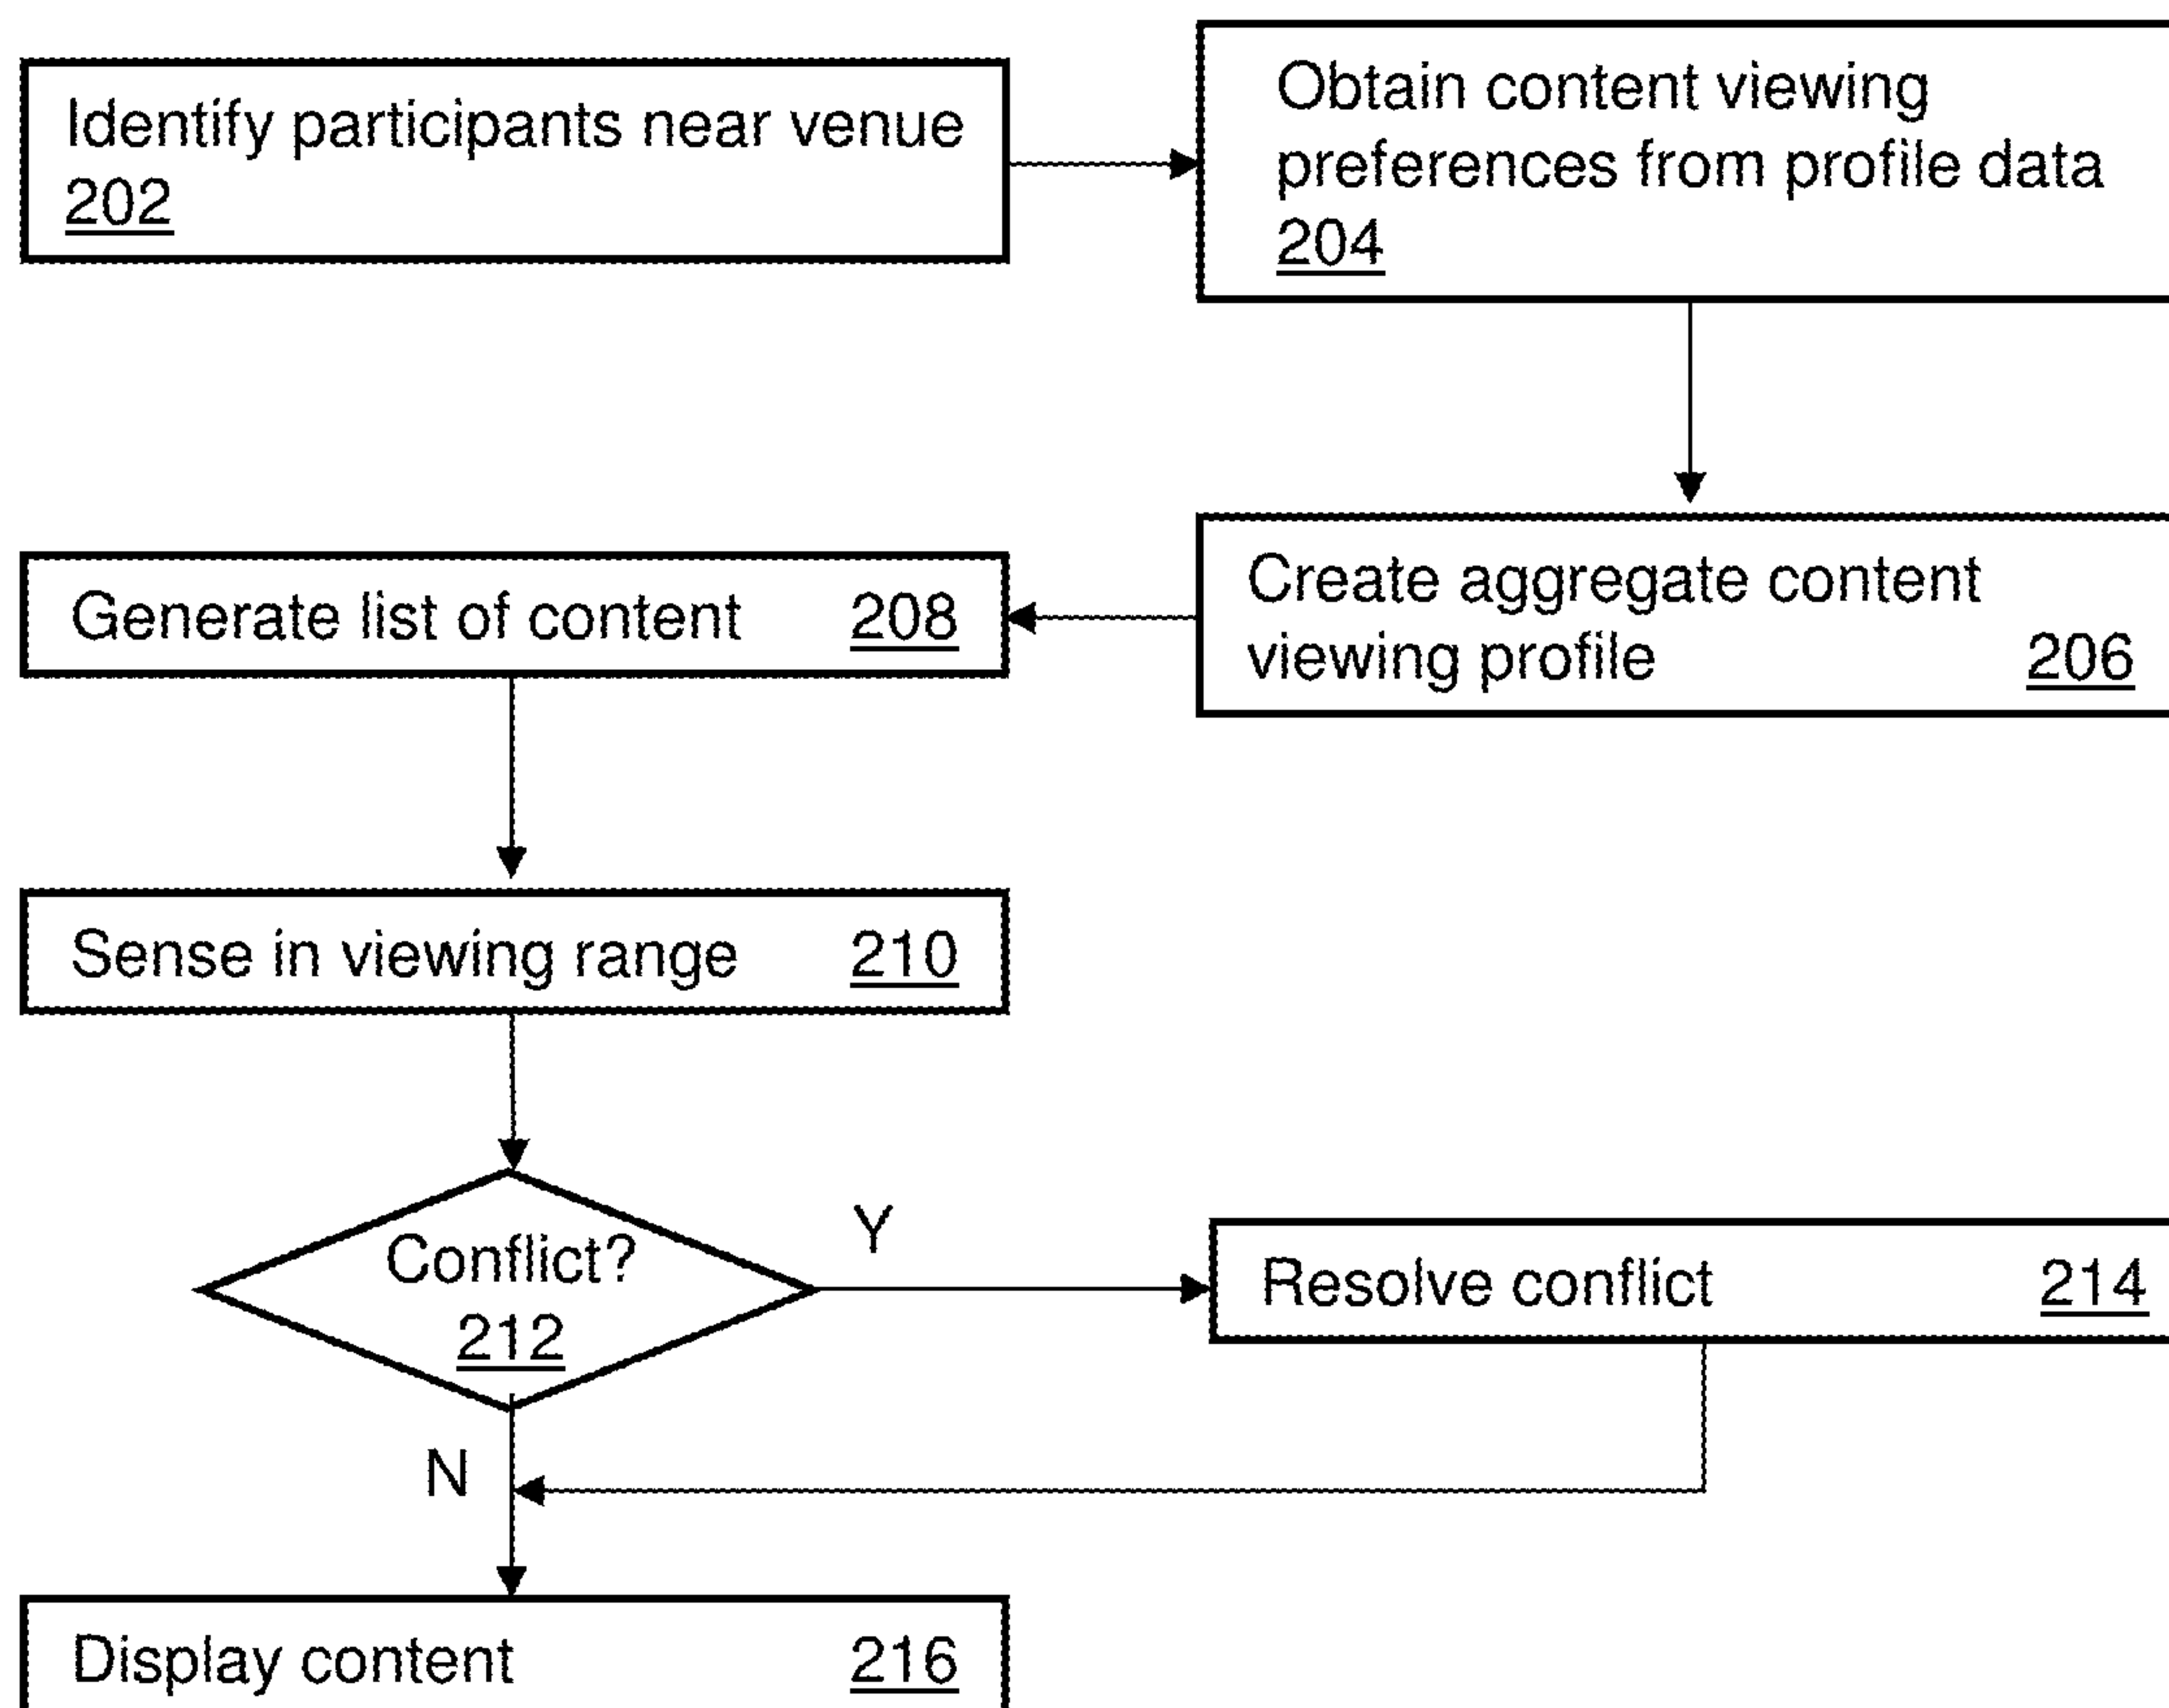 Identify participants near venue
202
Obtain content viewing
preferences from profile data
204
Create aggregate content
viewing profile 206
Generate list of content 208
Sense in viewing range 210
Conflict?
212
Y
Resolve conflict 214
N
Display content 216